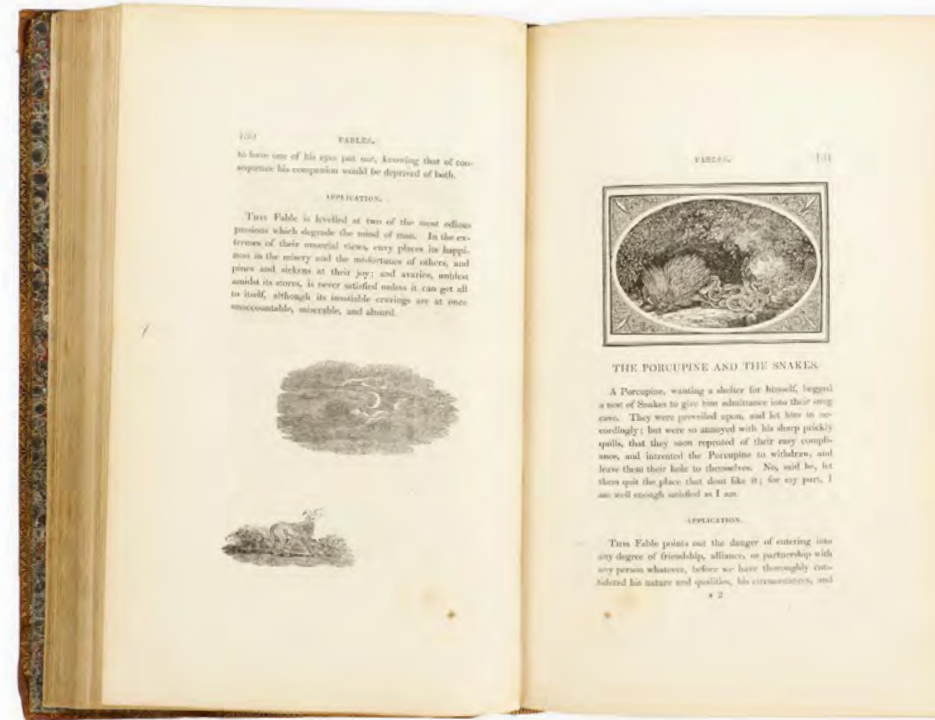 130
FABLES.
to have one of his eyes put out, knowing that of con-
sequence his companion would be deprived of both.
APPLICATION.
This Fable is levelled at two of the most odious
passions which degrade the mind of man. In the ex-
tremes of their unsocial views, envy places its happi-
ness in the misery and the misfortunes of others, and
pines and sickens at their joy; and avarice, unblest
amidst its stores, is never satisfied unless it can get all
to itself, although its insatiable cravings are at once
unaccountable, miserable, and absurd.
FABLES.
131
THE PORCUPINE AND THE SNAKES.
A Porcupine, wanting a shelter for himself, begged
a nest of Snakes to give him admittance into their snug
cave. They were prevailed upon, and let him in ac-
cordingly; but were so annoyed with his sharp prickly
quills, that they soon repented of their easy compli-
ance, and intreated the Porcupine to withdraw, and
leave them their hole to themselves. No, said he, let
them quit the place that dont like it; for my part, I
am well enough satisfied as I am.
APPLICATION.
This Fable points out the danger of entering into
any degree of friendship, alliance, or partnership with
any person whatever, before we have thoroughly con-
sidered his nature and qualities, his circumstances, and
2